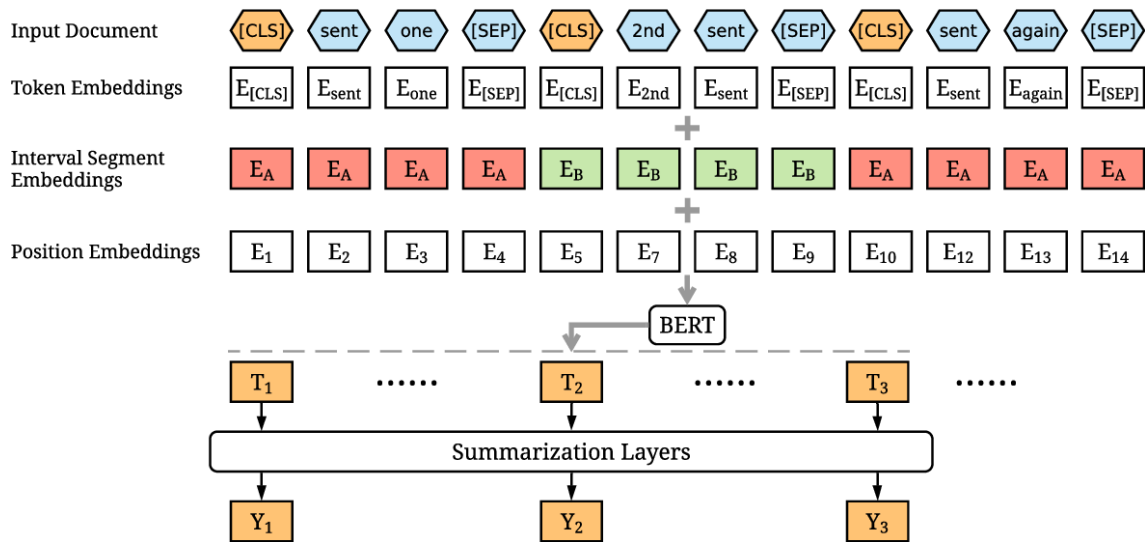 Input Document [CLS] sent one [SEP] [CLS] 2nd sent [SEP] [CLS] sent again [SEP]
Token Embeddings E[CLS] Esent Eone E[SEP] E[CLS] E2nd Esent E[SEP] E[CLS] Esent Eagain E[SEP]
+
Interval Segment
Embeddings EA EA EA EA EB EB EB EB EA EA EA EA
+
Position Embeddings E1 E2 E3 E4 E5 E7 E8 E9 E10 E12 E13 E14
BERT
T1 ...... T2 ...... T3 ......
Summarization Layers
Y1 Y2 Y3